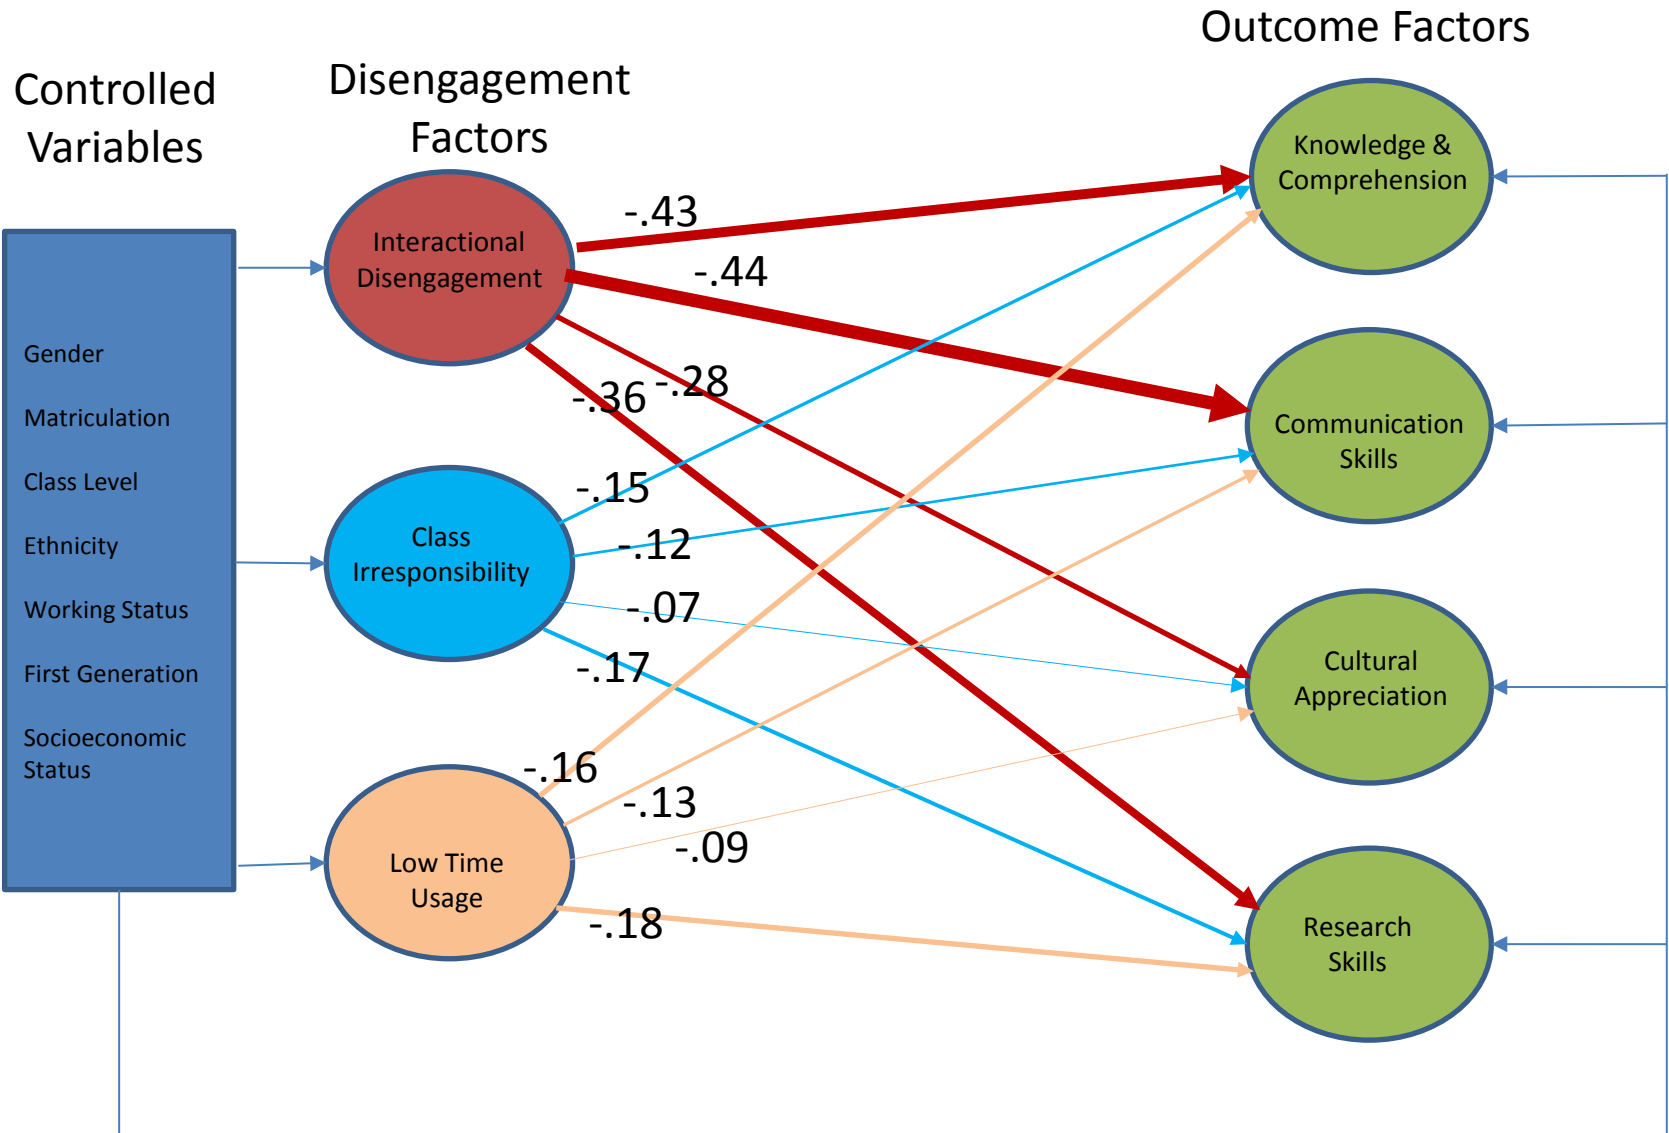 Outcome Factors
Controlled
Variables
Disengagement
Factors
Gender
Matriculation
Class Level
Ethnicity
Working Status
First Generation
Socioeconomic
Status
Interactional
Disengagement
Class
Irresponsibility
Low Time
Usage
-.43
-.44
-.36
-.28
-.15
-.12
-.07
-.17
-.16
-.13
-.09
-.18
Knowledge &
Comprehension
Communication
Skills
Cultural
Appreciation
Research
Skills